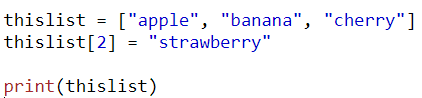 thislist = ["apple", "banana", "cherry"]
thislist[2] = "strawberry"
print(thislist)